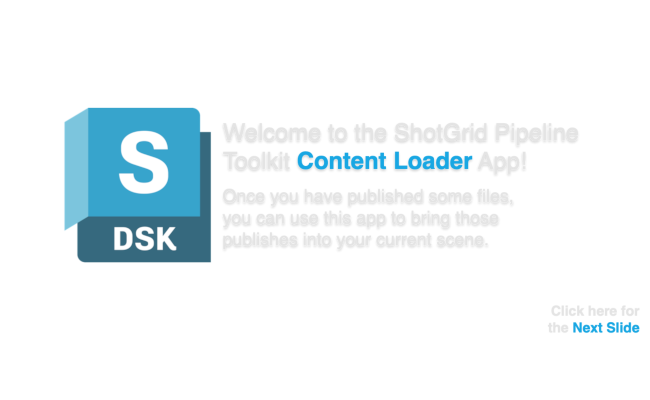 S
DSK
Welcome to the ShotGrid Pipeline
Toolkit Content Loader App!
Once you have published some files,
you can use this app to bring those
publishes into your current scene.
Click here for
the Next Slide